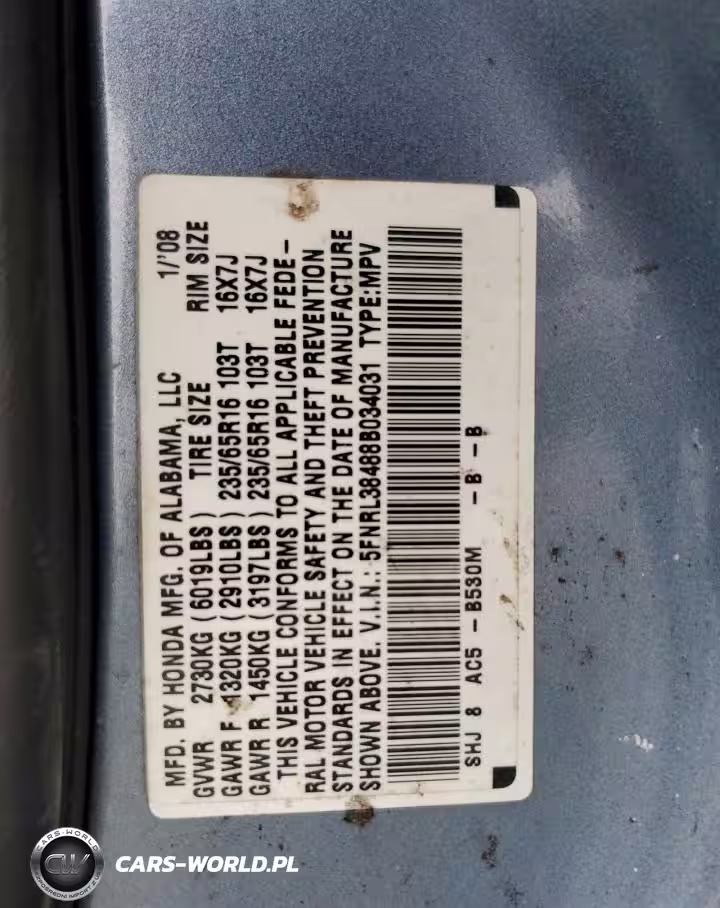 MFD. BY HONDA MFG. OF ALABAMA, LLC 1/'08
GVWR 2730KG (6019LBS) TIRE SIZE RIM SIZE
GAWR F 1320KG (2910LBS) 235/65R16 103T 16X7J
GAWR R 1450KG (3197LBS) 235/65R16 103T 16X7J
THIS VEHICLE CONFORMS TO ALL APPLICABLE FEDE-
RAL MOTOR VEHICLE SAFETY AND THEFT PREVENTION
STANDARDS IN EFFECT ON THE DATE OF MANUFACTURE
SHOWN ABOVE. V.I.N.: 5FNRL38488B034031 TYPE:MPV
SHJ 8 AC5 - B530M - B - B
CARS-WORLD
CW
CARS-WORLD.PL